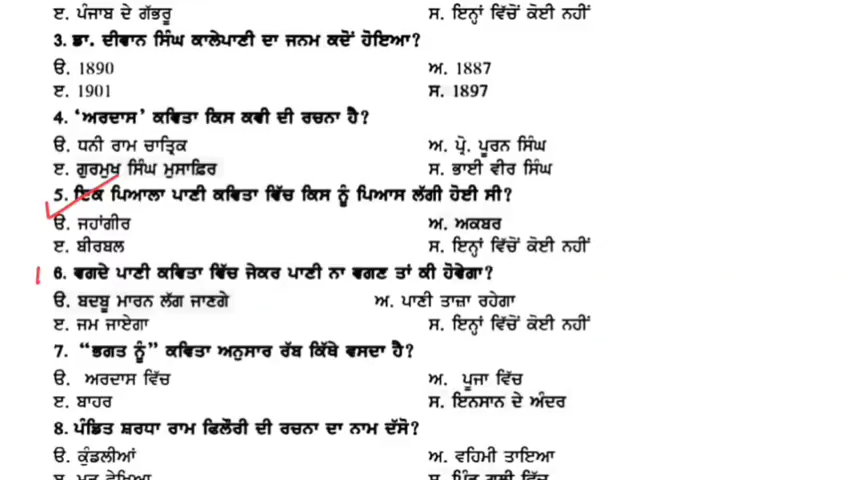 ੲ. ਪੰਜਾਬ ਦੇ ਗੱਭਰੂ ਸ. ਇਨ੍ਹਾਂ ਵਿੱਚੋਂ ਕੋਈ ਨਹੀਂ
3. ਡਾ. ਦੀਵਾਨ ਸਿੰਘ ਕਾਲੇਪਾਣੀ ਦਾ ਜਨਮ ਕਦੋਂ ਹੋਇਆ?
ੳ. 1890 ਅ. 1887
ੲ. 1901 ਸ. 1897
4. ‘ਅਰਦਾਸ’ ਕਵਿਤਾ ਕਿਸ ਕਵੀ ਦੀ ਰਚਨਾ ਹੈ?
ੳ. ਧਨੀ ਰਾਮ ਚਾਤ੍ਰਿਕ ਅ. ਪ੍ਰੋ. ਪੂਰਨ ਸਿੰਘ
ੲ. ਗੁਰਮੁਖ ਸਿੰਘ ਮੁਸਾਫ਼ਿਰ ਸ. ਭਾਈ ਵੀਰ ਸਿੰਘ
5. ਇਕ ਪਿਆਲਾ ਪਾਣੀ ਕਵਿਤਾ ਵਿੱਚ ਕਿਸ ਨੂੰ ਪਿਆਸ ਲੱਗੀ ਹੋਈ ਸੀ?
ੳ. ਜਹਾਂਗੀਰ ਅ. ਅਕਬਰ
ੲ. ਬੀਰਬਲ ਸ. ਇਨ੍ਹਾਂ ਵਿੱਚੋਂ ਕੋਈ ਨਹੀਂ
6. ਵਗਦੇ ਪਾਣੀ ਕਵਿਤਾ ਵਿੱਚ ਜੇਕਰ ਪਾਣੀ ਨਾ ਵਗਣ ਤਾਂ ਕੀ ਹੋਵੇਗਾ?
ੳ. ਬਦਬੂ ਮਾਰਨ ਲੱਗ ਜਾਣਗੇ ਅ. ਪਾਣੀ ਤਾਜ਼ਾ ਰਹੇਗਾ
ੲ. ਜਮ ਜਾਏਗਾ ਸ. ਇਨ੍ਹਾਂ ਵਿੱਚੋਂ ਕੋਈ ਨਹੀਂ
7. “ਭਗਤ ਨੂੰ” ਕਵਿਤਾ ਅਨੁਸਾਰ ਰੱਬ ਕਿੱਥੇ ਵਸਦਾ ਹੈ?
ੳ. ਅਰਦਾਸ ਵਿੱਚ ਅ. ਪੂਜਾ ਵਿੱਚ
ੲ. ਬਾਹਰ ਸ. ਇਨਸਾਨ ਦੇ ਅੰਦਰ
8. ਪੰਡਿਤ ਸ਼ਰਧਾ ਰਾਮ ਫਿਲੌਰੀ ਦੀ ਰਚਨਾ ਦਾ ਨਾਮ ਦੱਸੋ?
ੳ. ਕੁੰਡਲੀਆਂ ਅ. ਵਹਿਮੀ ਤਾਇਆ